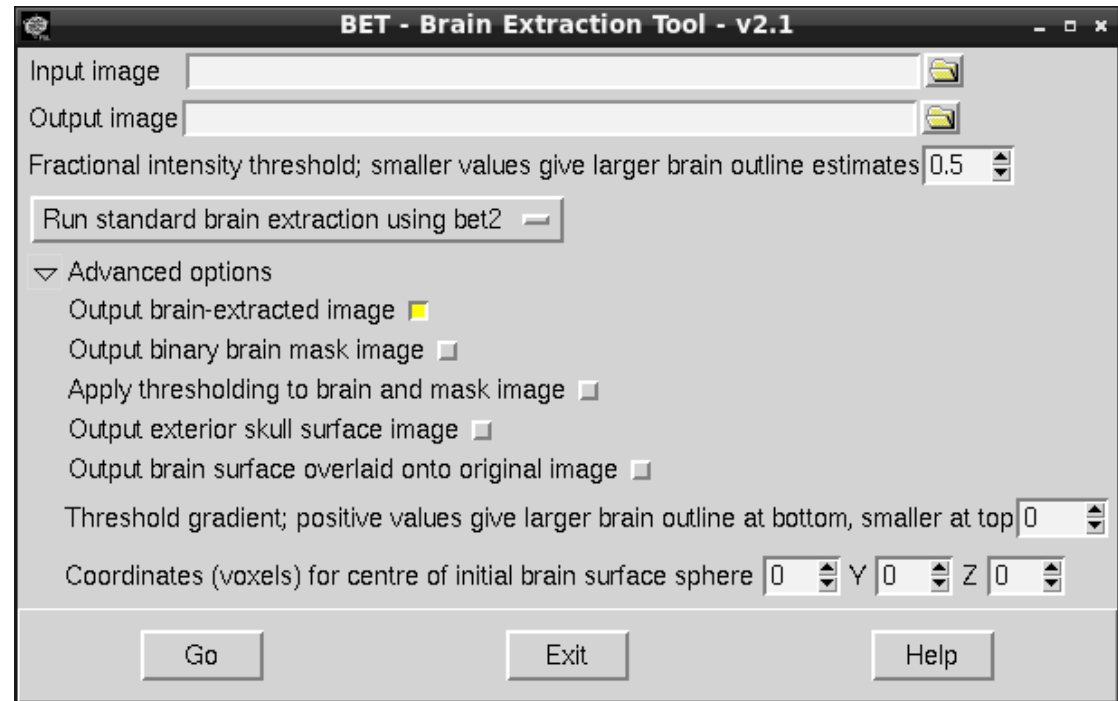 BET - Brain Extraction Tool - v2.1
Input image
Output image
Fractional intensity threshold; smaller values give larger brain outline estimates 0.5
Run standard brain extraction using bet2
Advanced options
Output brain-extracted image
Output binary brain mask image
Apply thresholding to brain and mask image
Output exterior skull surface image
Output brain surface overlaid onto original image
Threshold gradient; positive values give larger brain outline at bottom, smaller at top 0
Coordinates (voxels) for centre of initial brain surface sphere 0 Y 0 Z 0
Go Exit Help